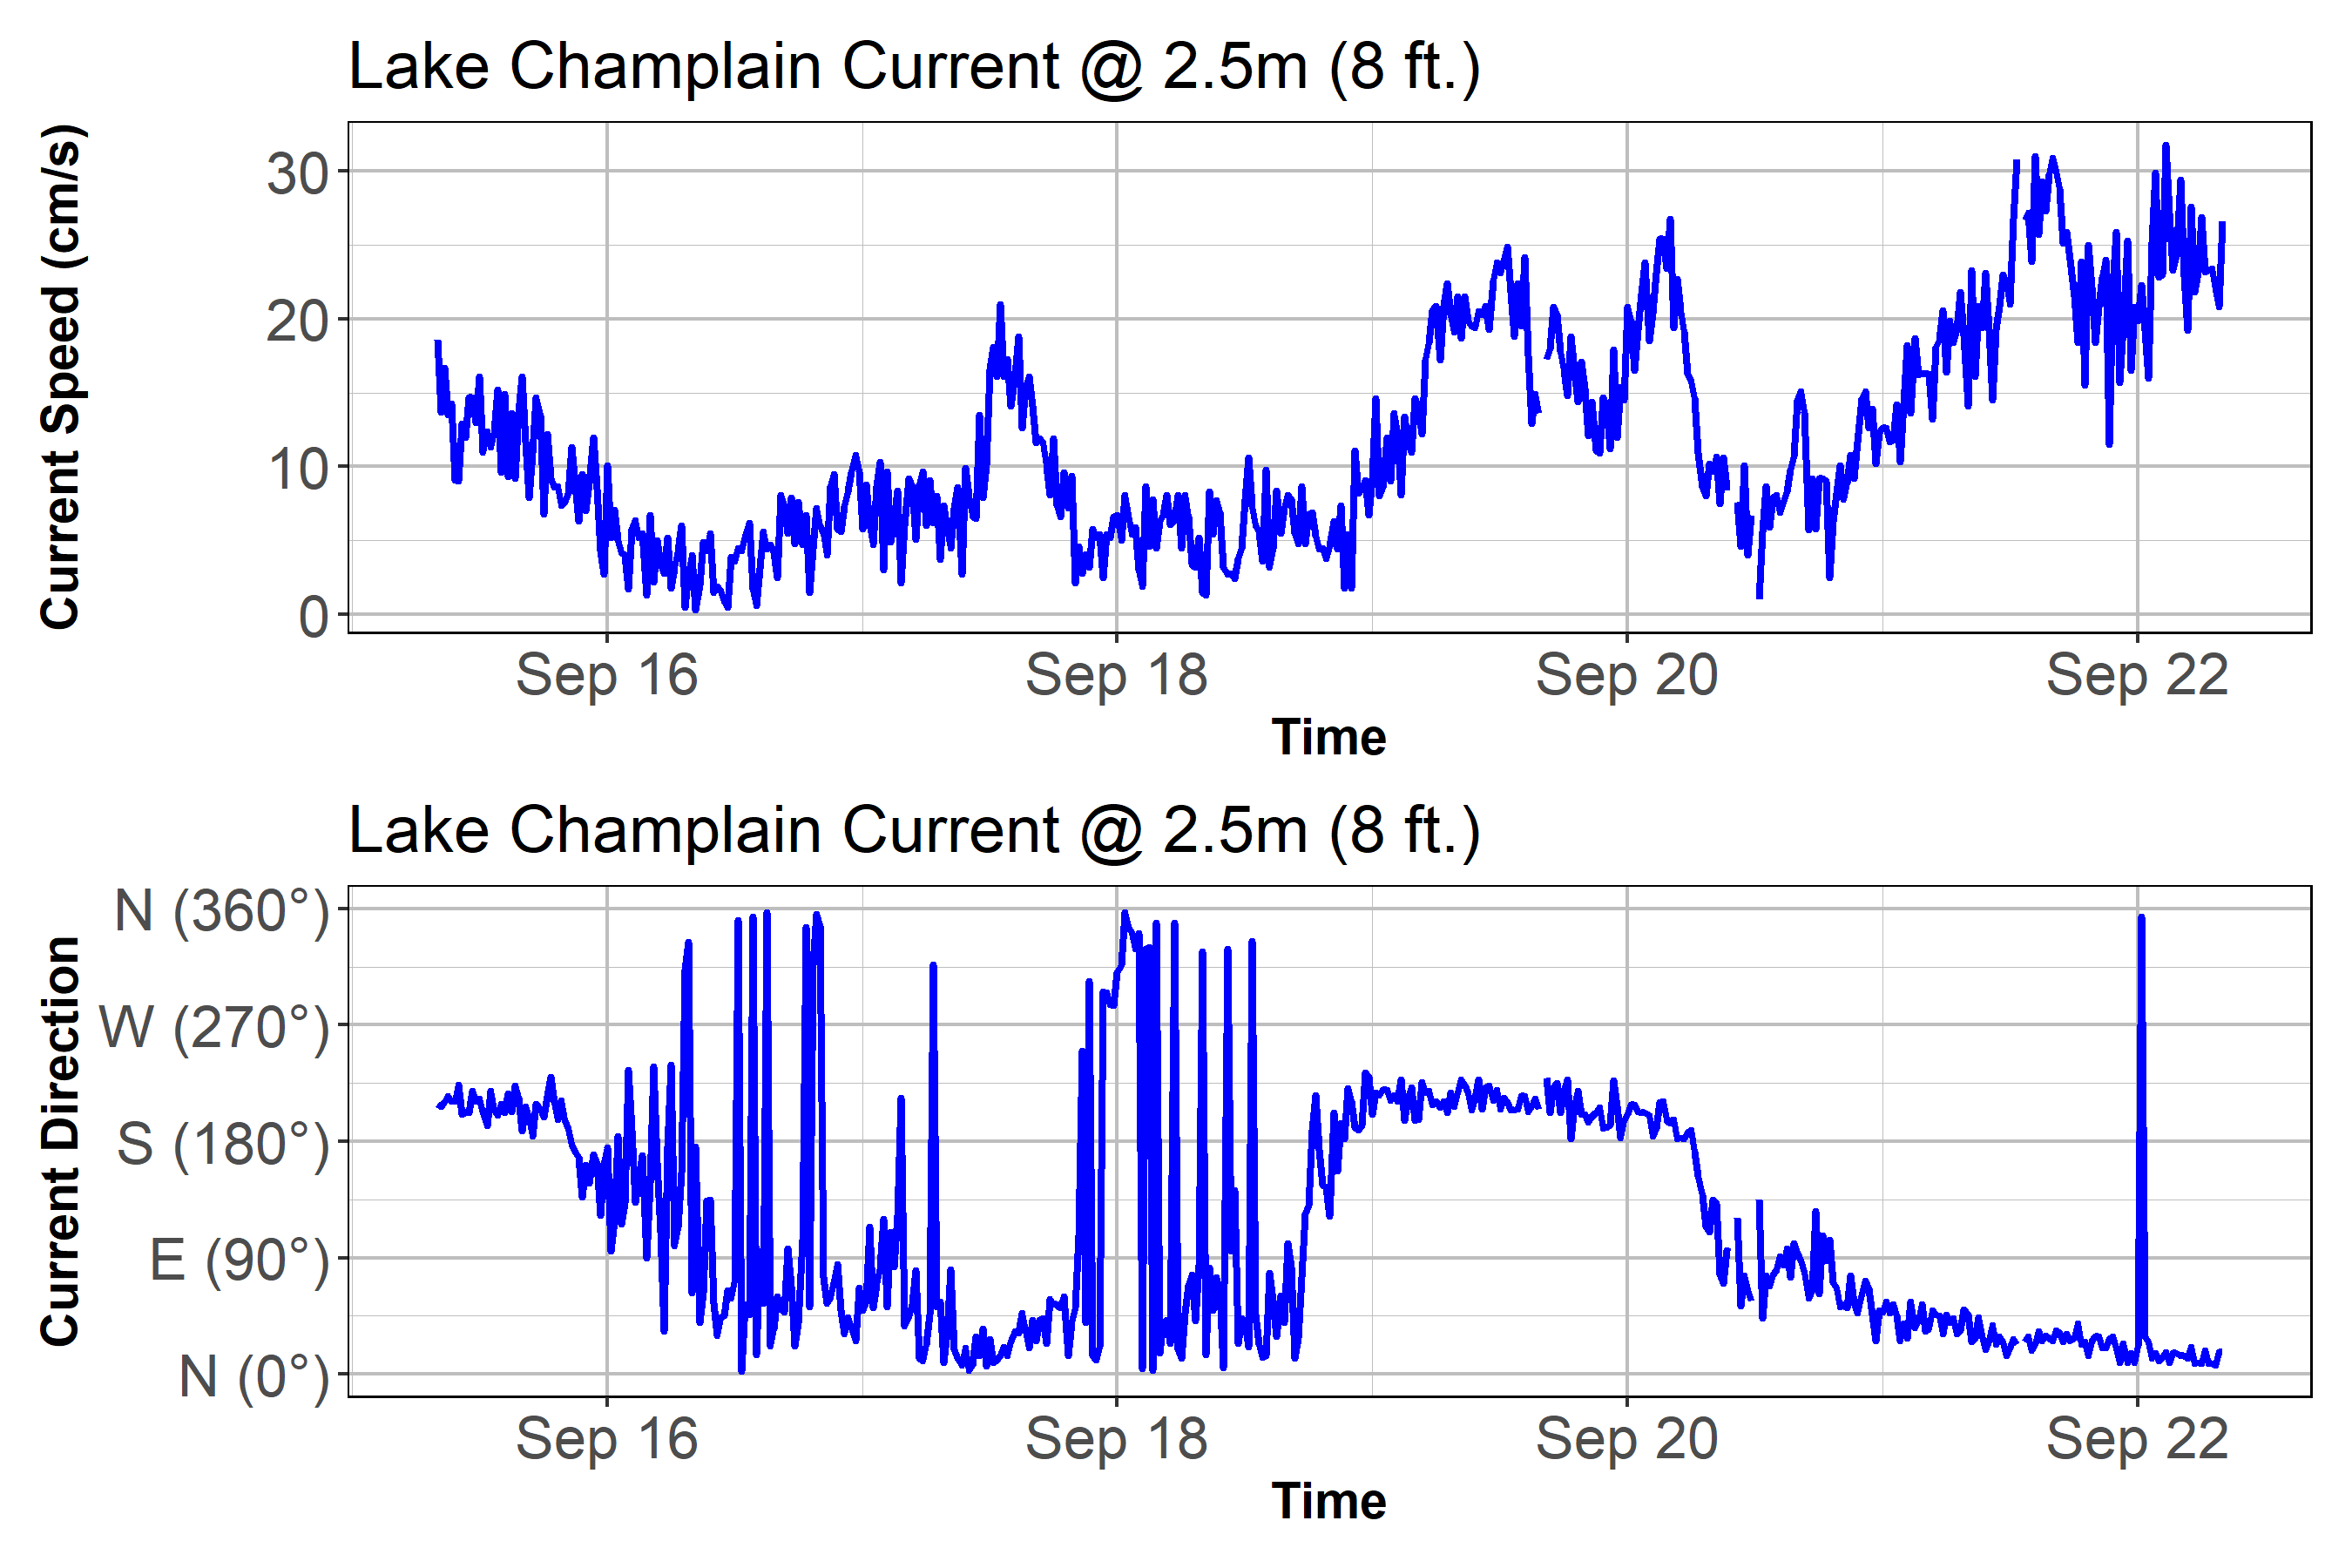 Lake Champlain Current @ 2.5m (8 ft.)
Current Speed (cm/s)
30
20
10
0
Sep 16 Sep 18 Sep 20 Sep 22
Time
Lake Champlain Current @ 2.5m (8 ft.)
Current Direction
N (360°)
W (270°)
S (180°)
E (90°)
N (0°)
Sep 16 Sep 18 Sep 20 Sep 22
Time